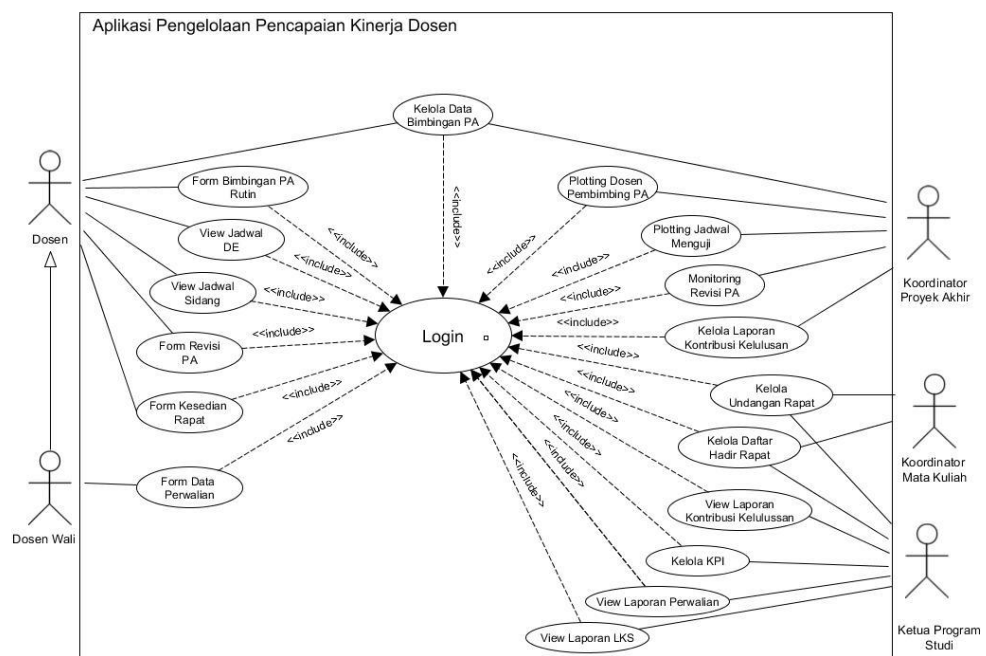 Aplikasi Pengelolaan Pencapaian Kinerja Dosen
Kelola Data
Bimbingan PA
Form Bimbingan PA
Rutin
Plotting Dosen
Pembimbing PA
<<include>>
<<include>>
<<include>>
Dosen
View Jadwal
DE
<<include>>
Plotting Jadwal
Menguji
<<include>>
View Jadwal
Sidang
<<include>>
Monitoring
Revisi PA
<<include>>
Koordinator
Proyek Akhir
Login
Form Revisi
PA
<<include>>
Kelola Laporan
Kontribusi Kelulusan
<<include>>
Form Kesedian
Rapat
<<include>>
Kelola
Undangan Rapat
<<include>>
Kelola Daftar
Hadir Rapat
<<include>>
Koordinator
Mata Kuliah
Form Data
Perwalian
<<include>>
Dosen Wali
View Laporan
Kontribusi Kelulussan
<<include>>
Kelola KPI
<<include>>
View Laporan Perwalian
<<include>>
View Laporan LKS
<<include>>
Ketua Program
Studi